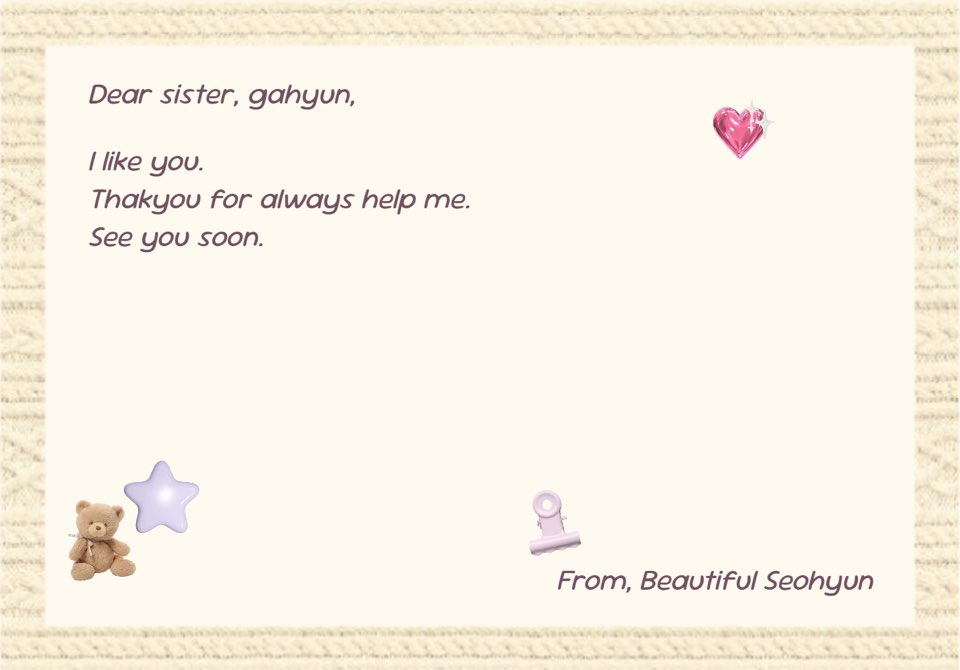 Dear sister, gahyun,
I like you.
Thakyou for always help me.
See you soon.
From, Beautiful Seohyun